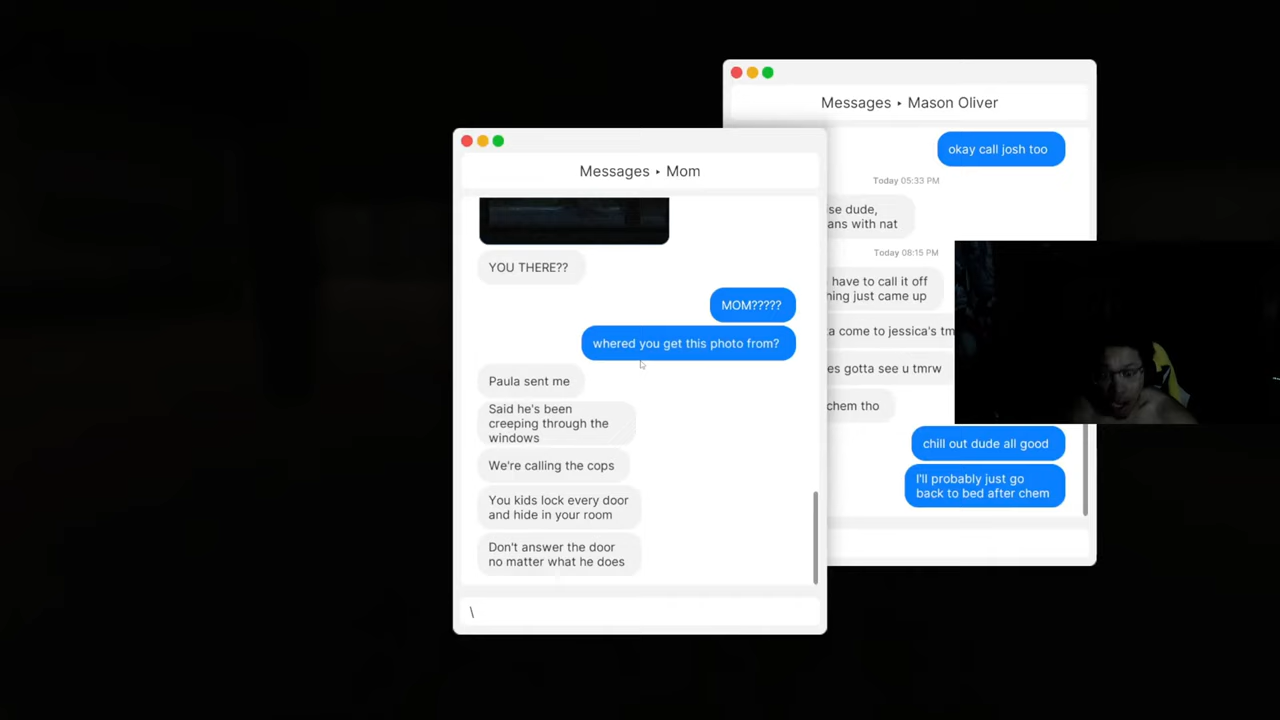 Messages ‣ Mom
YOU THERE??
MOM?????
whered you get this photo from?
Paula sent me
Said he's been
creeping through the
windows
We're calling the cops
You kids lock every door
and hide in your room
Don't answer the door
no matter what he does
\
Messages ‣ Mason Oliver
okay call josh too
Today 05:33 PM
se dude,
ans with nat
Today 08:15 PM
have to call it off
hing just came up
a come to jessica's tm
es gotta see u tmrw
chem tho
chill out dude all good
I'll probably just go
back to bed after chem